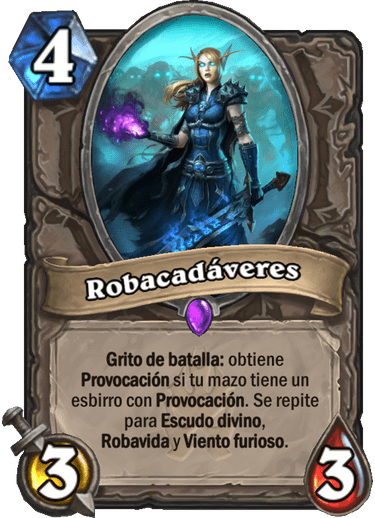 4
Robacadáveres
Grito de batalla: obtiene
Provocación si tu mazo tiene un
esbirro con Provocación. Se repite
para Escudo divino,
Robavida y Viento furioso.
3
3